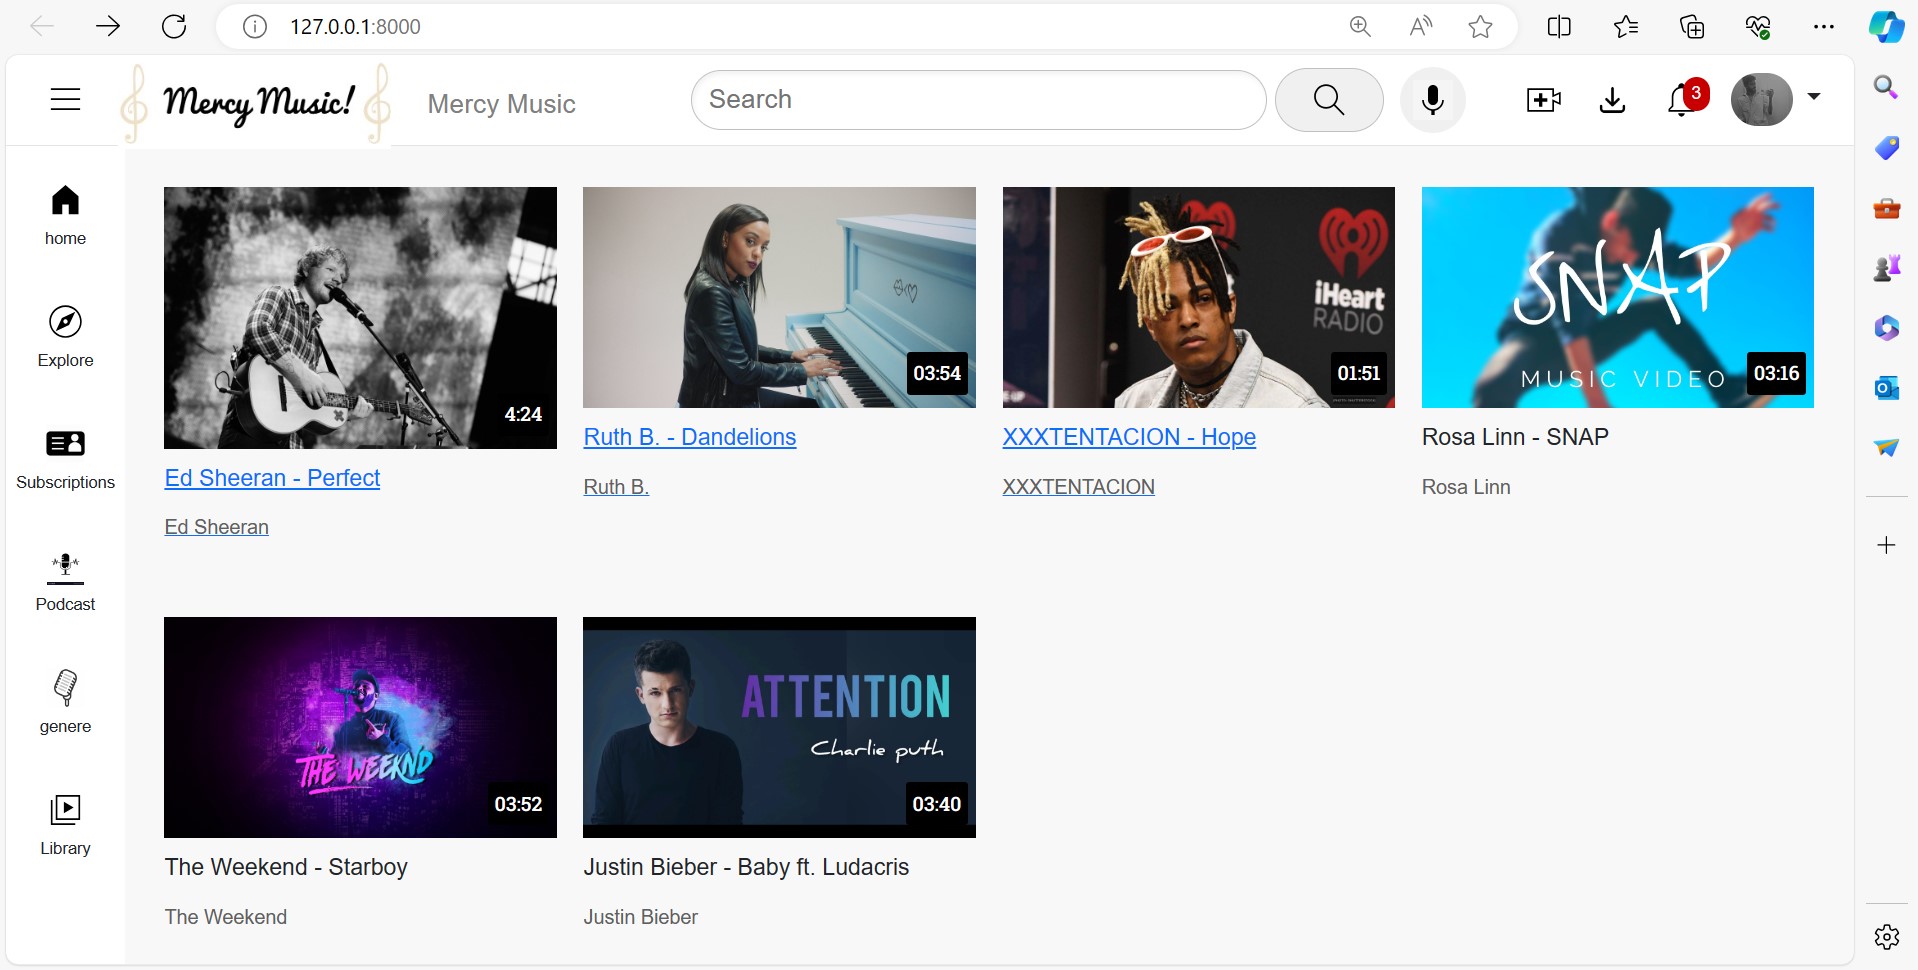 127.0.0.1:8000
Mercy Music!
Mercy Music
Search
3
home
Explore
Subscriptions
Podcast
genere
Library
4:24
Ed Sheeran - Perfect
Ed Sheeran
03:54
Ruth B. - Dandelions
Ruth B.
iHeart
RADIO
01:51
XXXTENTACION - Hope
XXXTENTACION
SNAP
MUSIC VIDEO
03:16
Rosa Linn - SNAP
Rosa Linn
THE WEEKND
03:52
The Weekend - Starboy
The Weekend
ATTENTION
Charlie puth
03:40
Justin Bieber - Baby ft. Ludacris
Justin Bieber